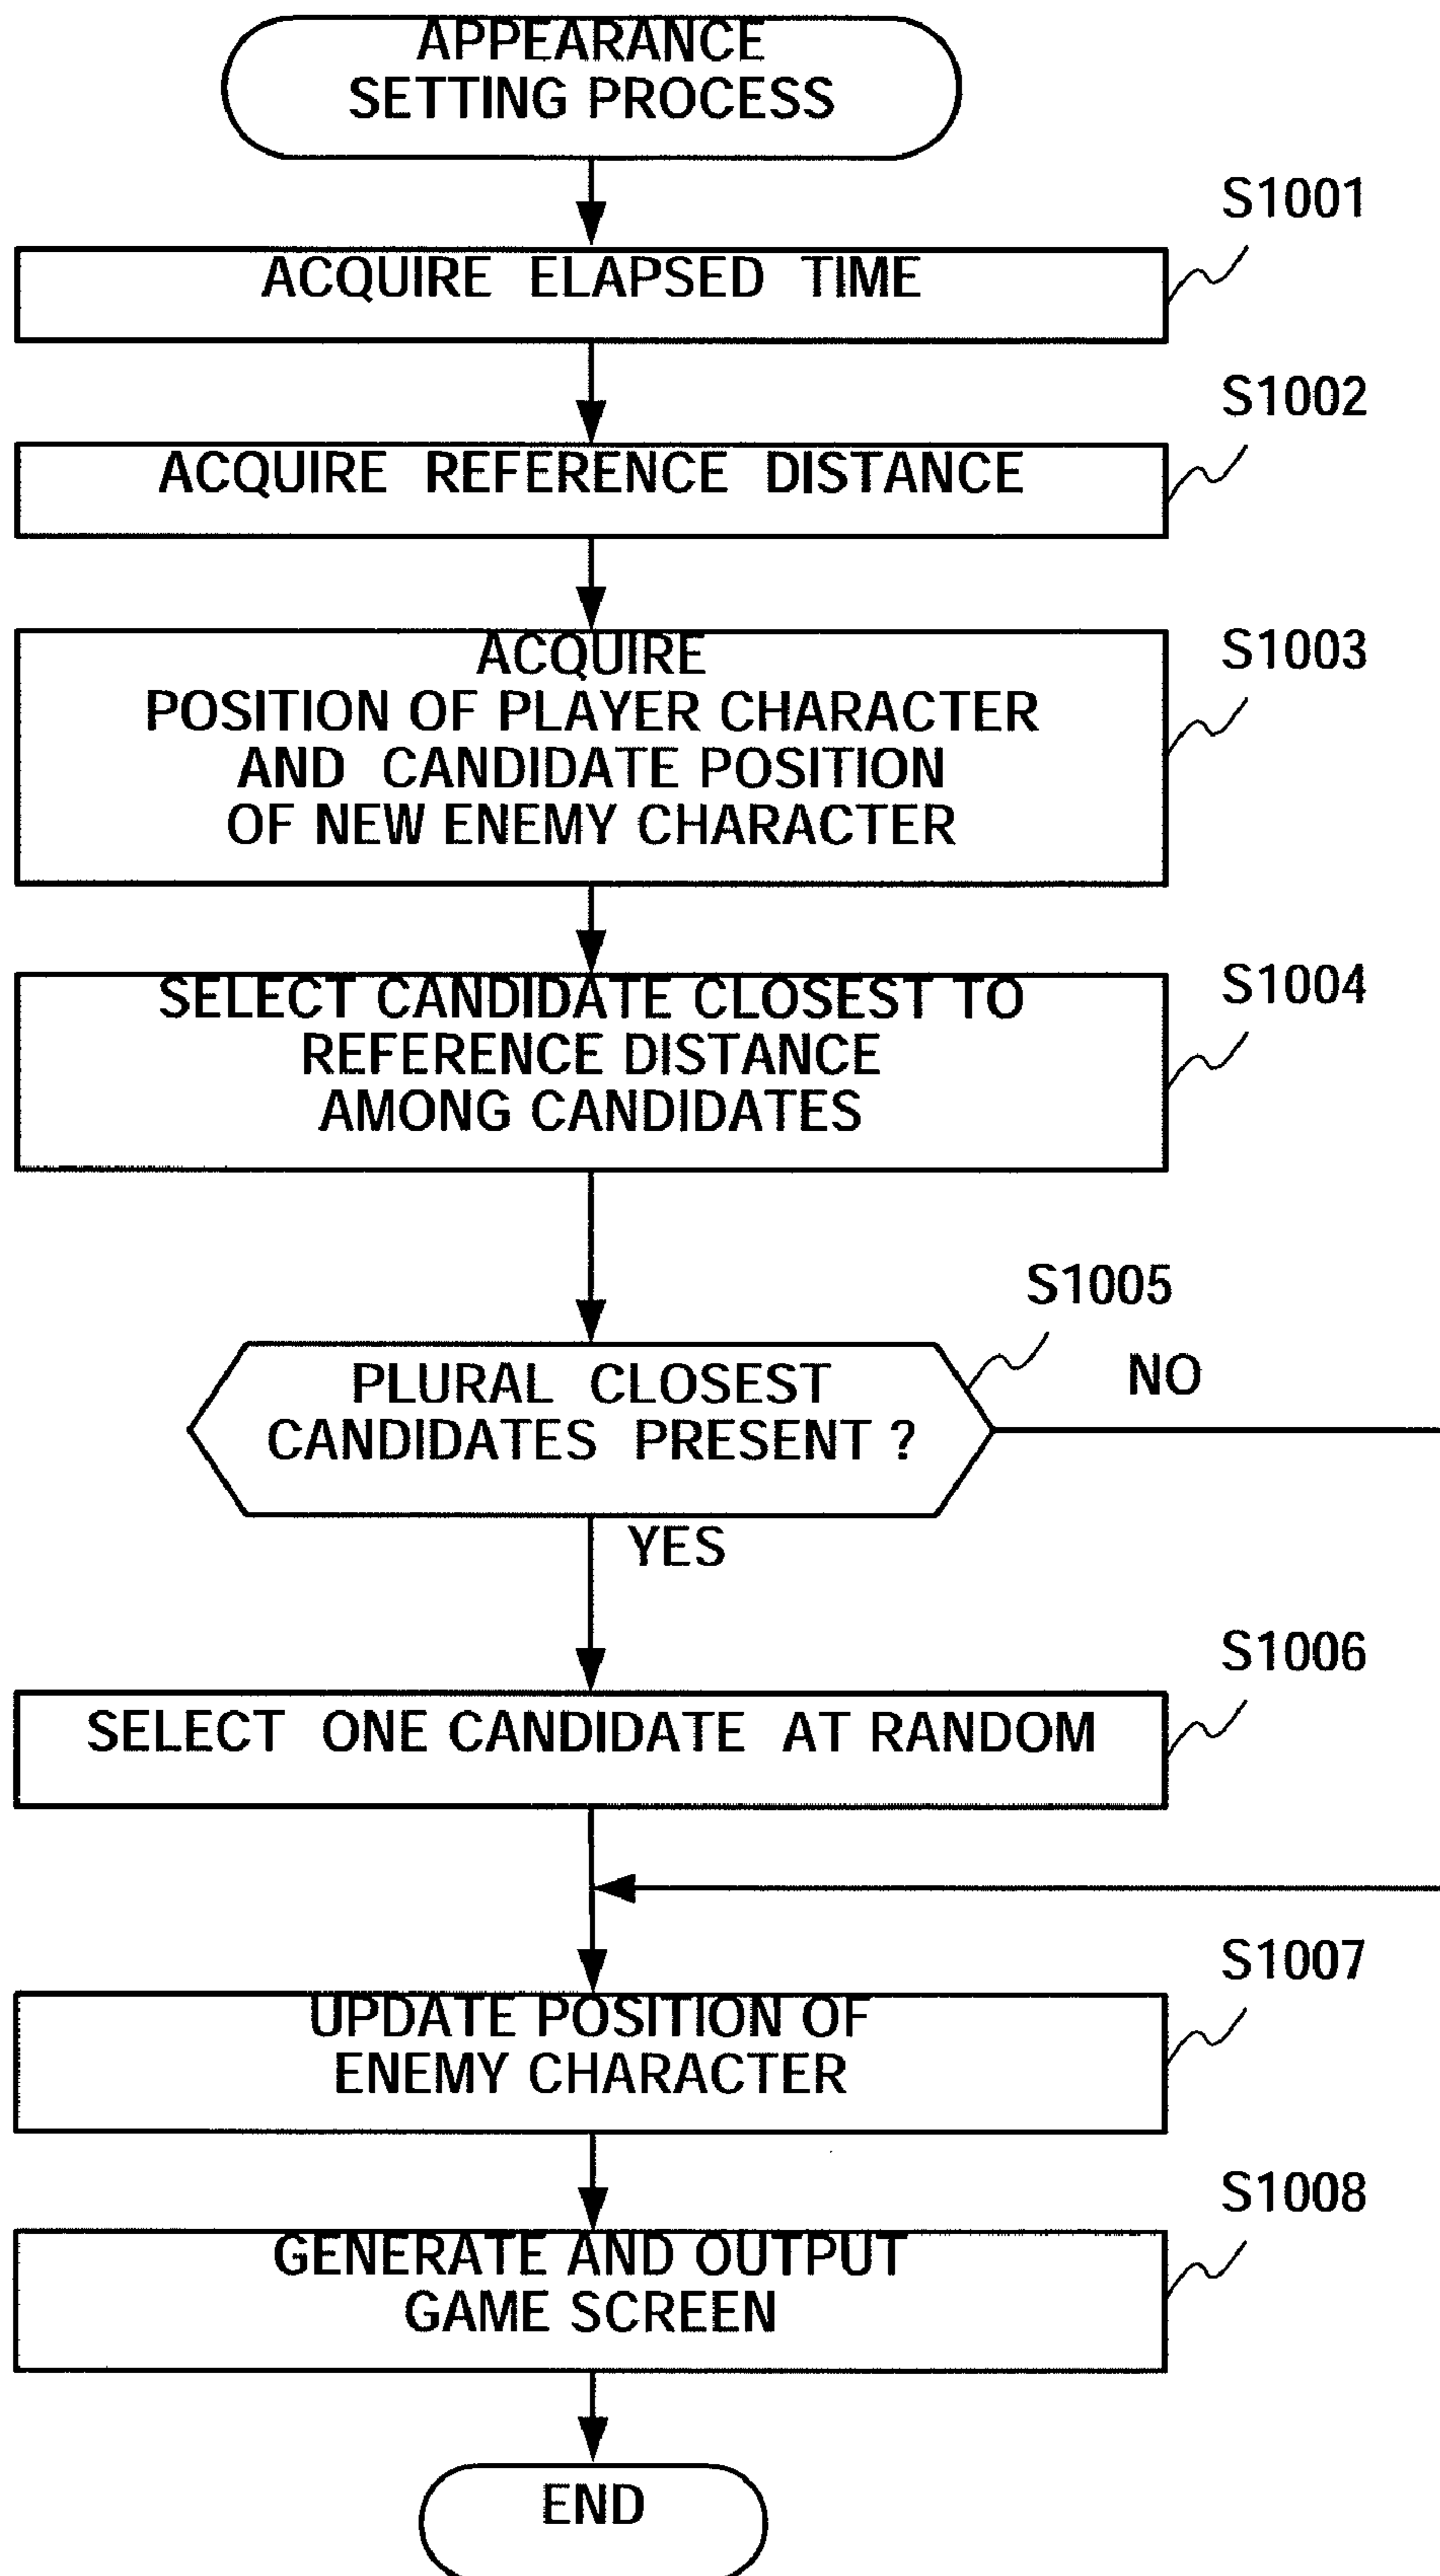 APPEARANCE
SETTING PROCESS
S1001
ACQUIRE ELAPSED TIME
S1002
ACQUIRE REFERENCE DISTANCE
S1003
ACQUIRE
POSITION OF PLAYER CHARACTER
AND CANDIDATE POSITION
OF NEW ENEMY CHARACTER
S1004
SELECT CANDIDATE CLOSEST TO
REFERENCE DISTANCE
AMONG CANDIDATES
S1005
PLURAL CLOSEST
CANDIDATES PRESENT ?
NO
YES
S1006
SELECT ONE CANDIDATE AT RANDOM
S1007
UPDATE POSITION OF
ENEMY CHARACTER
S1008
GENERATE AND OUTPUT
GAME SCREEN
END